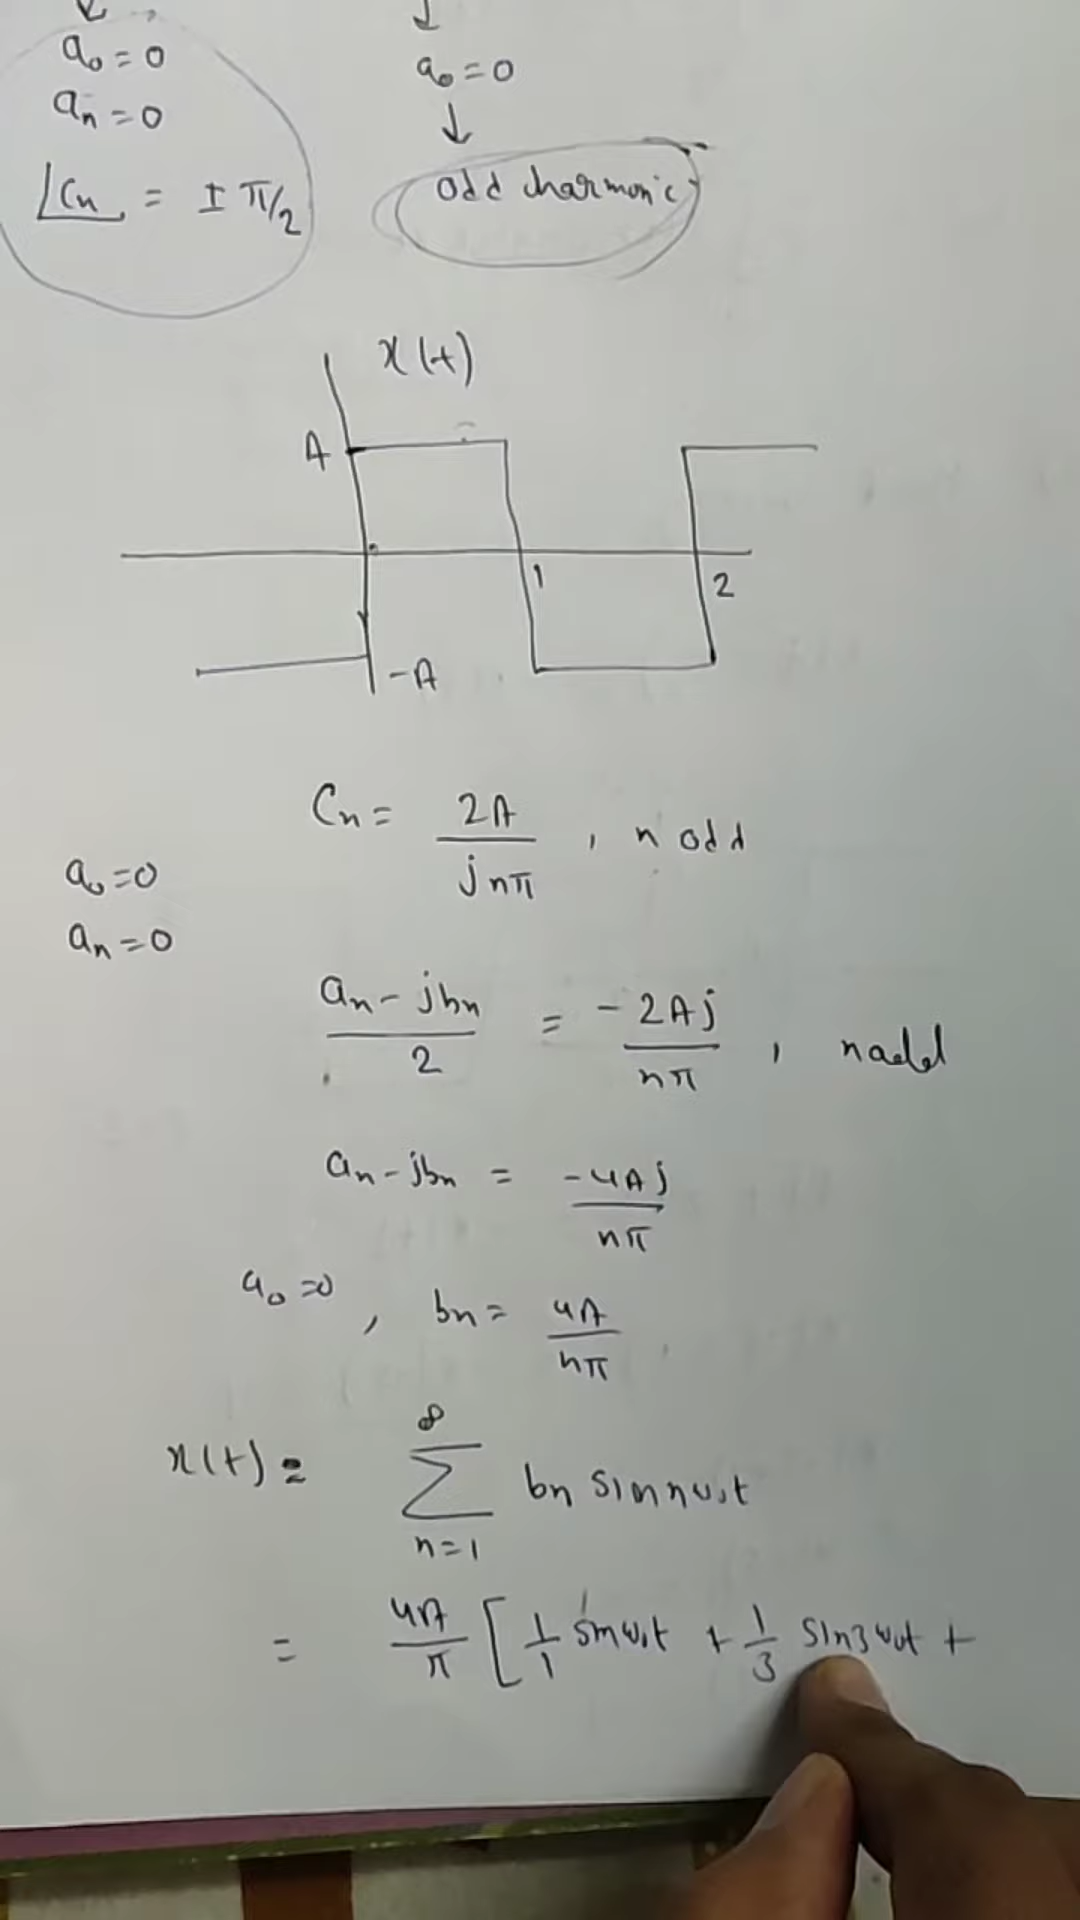 a₀ = 0
a₀ = 0
aₙ = 0
∠Cₙ = ± π/2
odd harmonic
x(t)
A
1
2
-A
Cₙ = 2A / jnπ , n odd
a₀ = 0
aₙ = 0
(aₙ - jbₙ) / 2 = -2Aj / nπ , n odd
aₙ - jbₙ = -4Aj / nπ
a₀ = 0 , bₙ = 4A / nπ
x(t) = ∑ n=1 ∞ bₙ sin nω₀t
= 4A / π [ 1/1 sin ω₀t + 1/3 sin 3ω₀t +